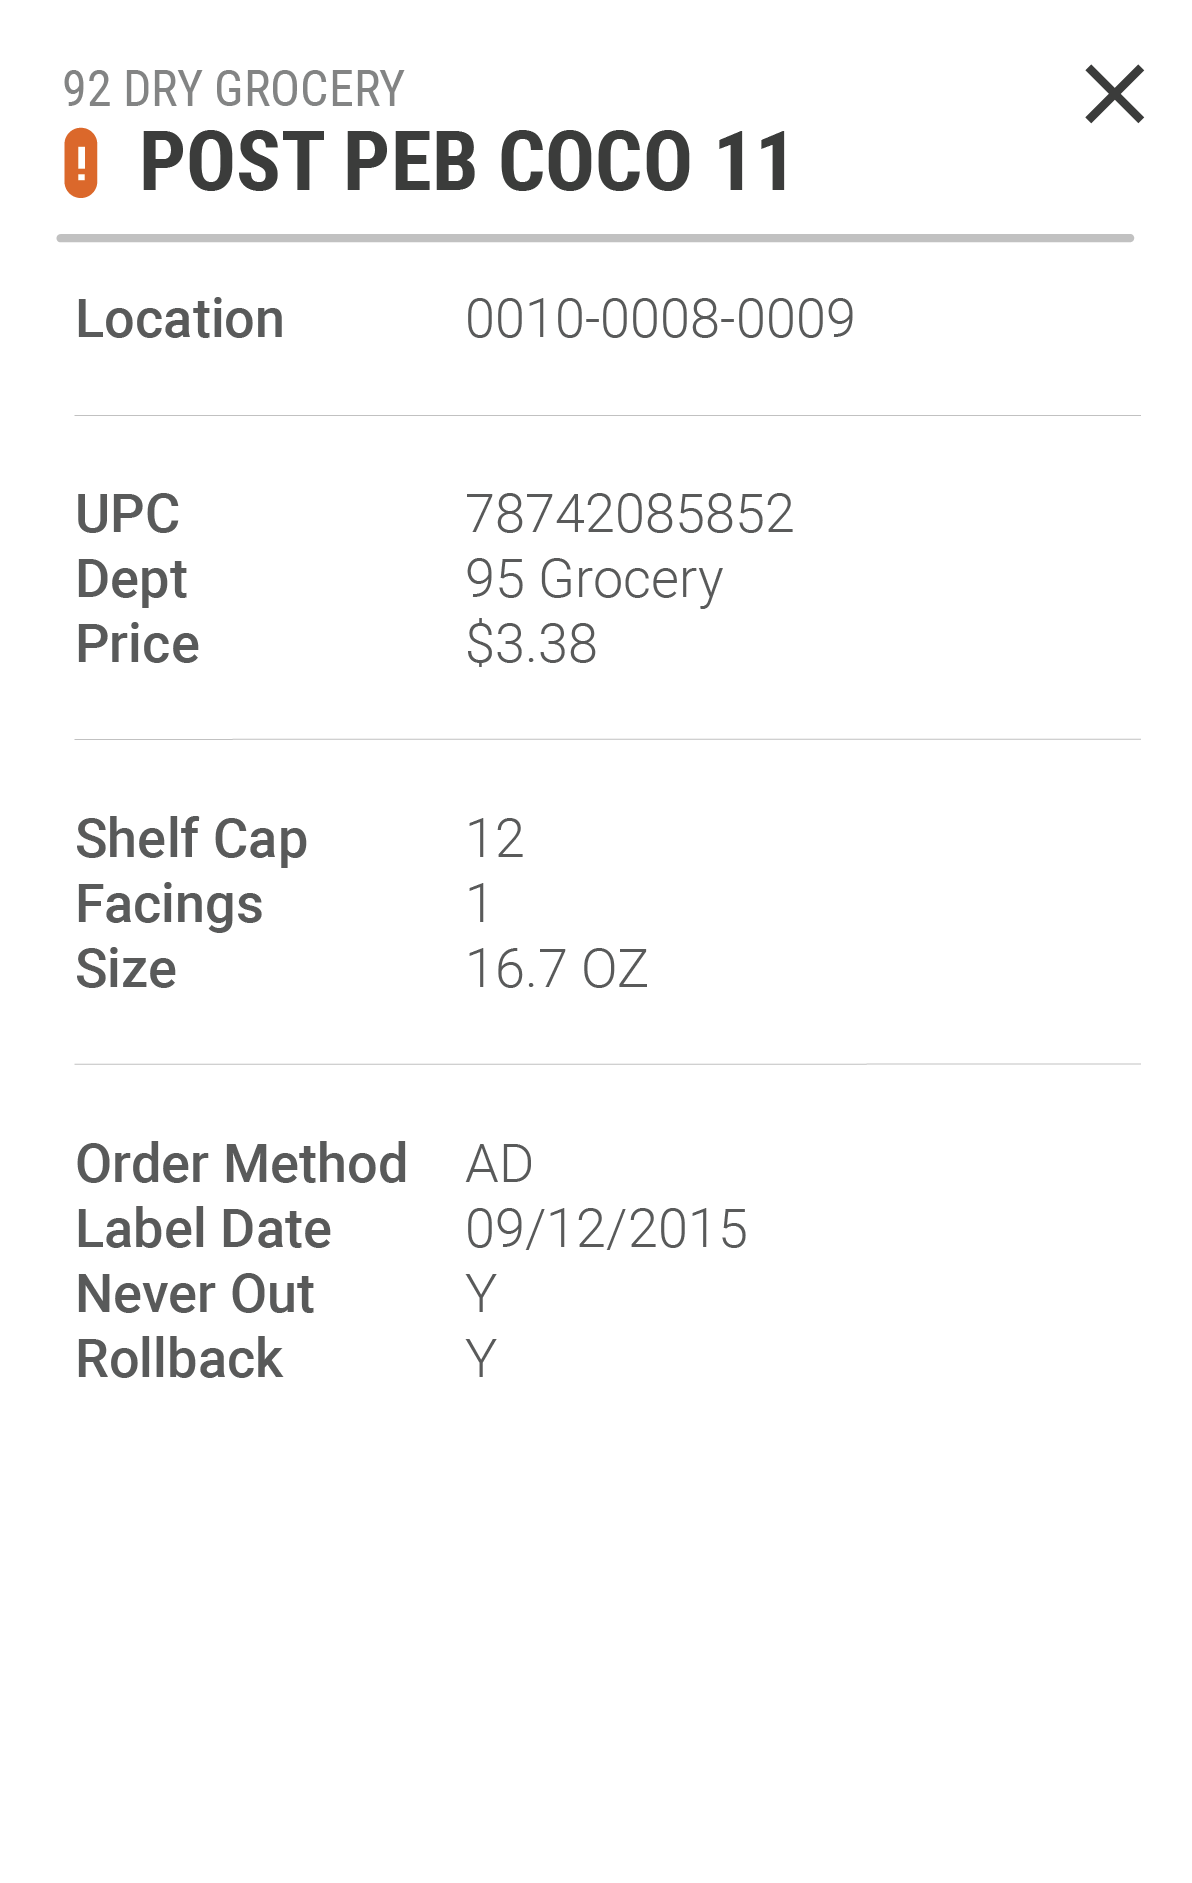 92 DRY GROCERY
! POST PEB COCO 11
Location 0010-0008-0009
UPC 78742085852
Dept 95 Grocery
Price $3.38
Shelf Cap 12
Facings 1
Size 16.7 OZ
Order Method AD
Label Date 09/12/2015
Never Out Y
Rollback Y